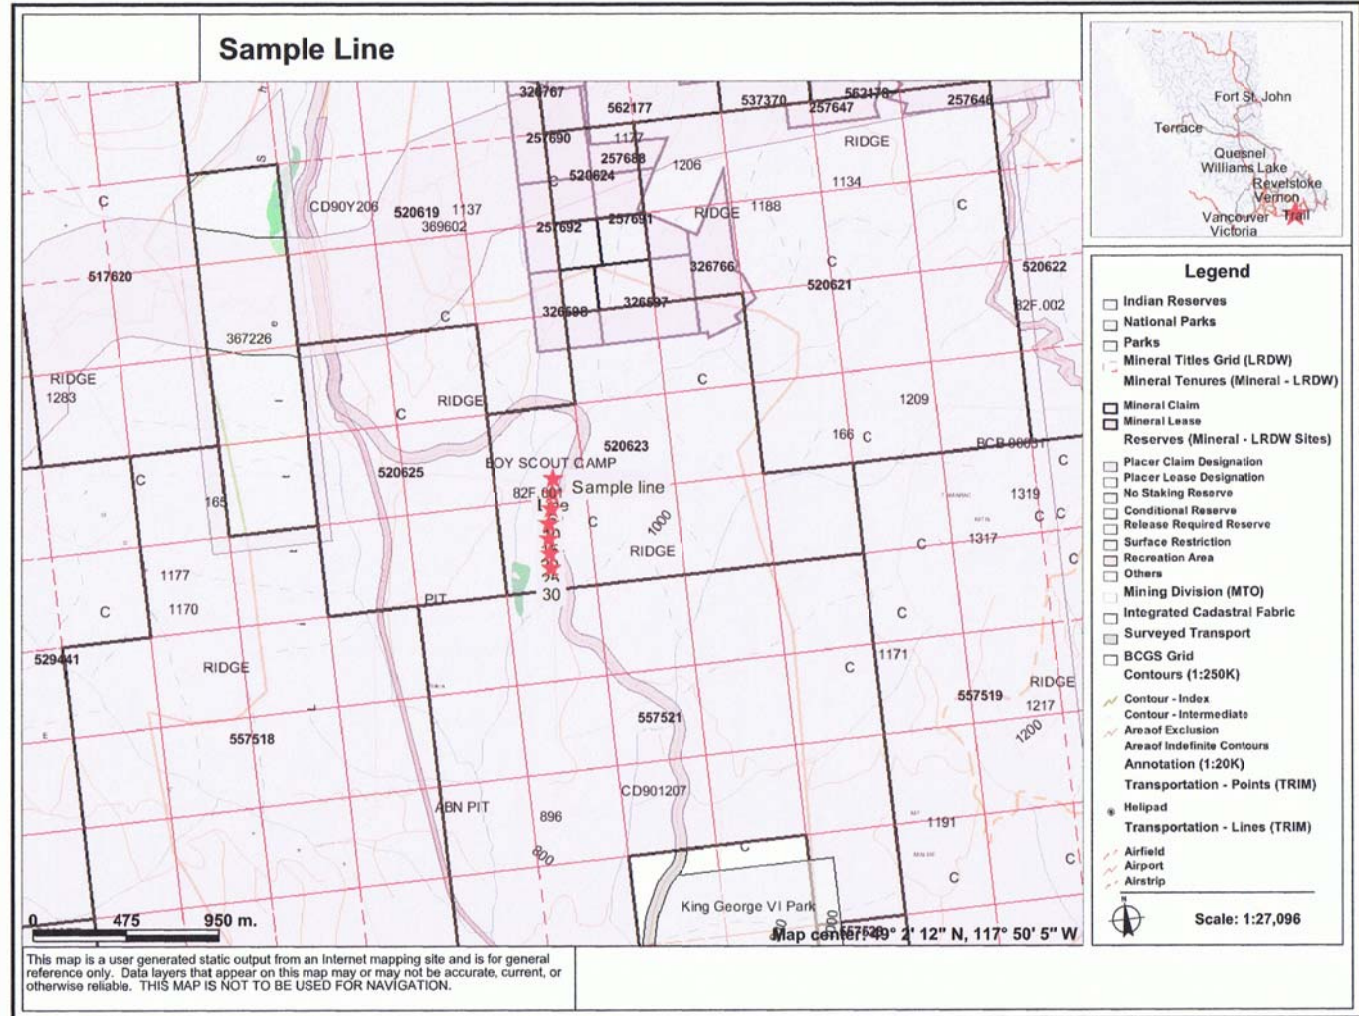 Sample Line
Fort St. John
Terrace
Quesnel
Williams Lake
Revelstoke
Vernon
Vancouver
Trail
Victoria
326767
562177
537370
562178
257647
257646
257690
1177
RIDGE
257688
1206
S
520624
C
1134
C
CD90Y206
520619
1137
369602
RIDGE
1188
C
257692
257691
517620
C
326766
520621
520622
82F.002
326598
326597
C
367226
RIDGE
1283
C
RIDGE
C
1209
166
C
BCB 96031
520623
C
520625
BOY SCOUT CAMP
C
82F.001
Sample line
165
1319
C
1000
C
C
1317
RIDGE
C
C
1177
25
30
PIT
1170
C
C
529441
RIDGE
1171
C
557519
RIDGE
1217
557521
1200
557518
L
E
CD901207
ABN PIT
896
1191
800
C
C
C
King George VI Park
0 475 950 m.
Map center: 49° 2' 12" N, 117° 50' 5" W
Legend
Indian Reserves
National Parks
Parks
Mineral Titles Grid (LRDW)
Mineral Tenures (Mineral - LRDW)
Mineral Claim
Mineral Lease
Reserves (Mineral - LRDW Sites)
Placer Claim Designation
Placer Lease Designation
No Staking Reserve
Conditional Reserve
Release Required Reserve
Surface Restriction
Recreation Area
Others
Mining Division (MTO)
Integrated Cadastral Fabric
Surveyed Transport
BCGS Grid
Contours (1:250K)
Contour - Index
Contour - Intermediate
Areaof Exclusion
Areaof Indefinite Contours
Annotation (1:20K)
Transportation - Points (TRIM)
Helipad
Transportation - Lines (TRIM)
Airfield
Airport
Airstrip
N
Scale: 1:27,096
This map is a user generated static output from an Internet mapping site and is for general
reference only. Data layers that appear on this map may or may not be accurate, current, or
otherwise reliable. THIS MAP IS NOT TO BE USED FOR NAVIGATION.